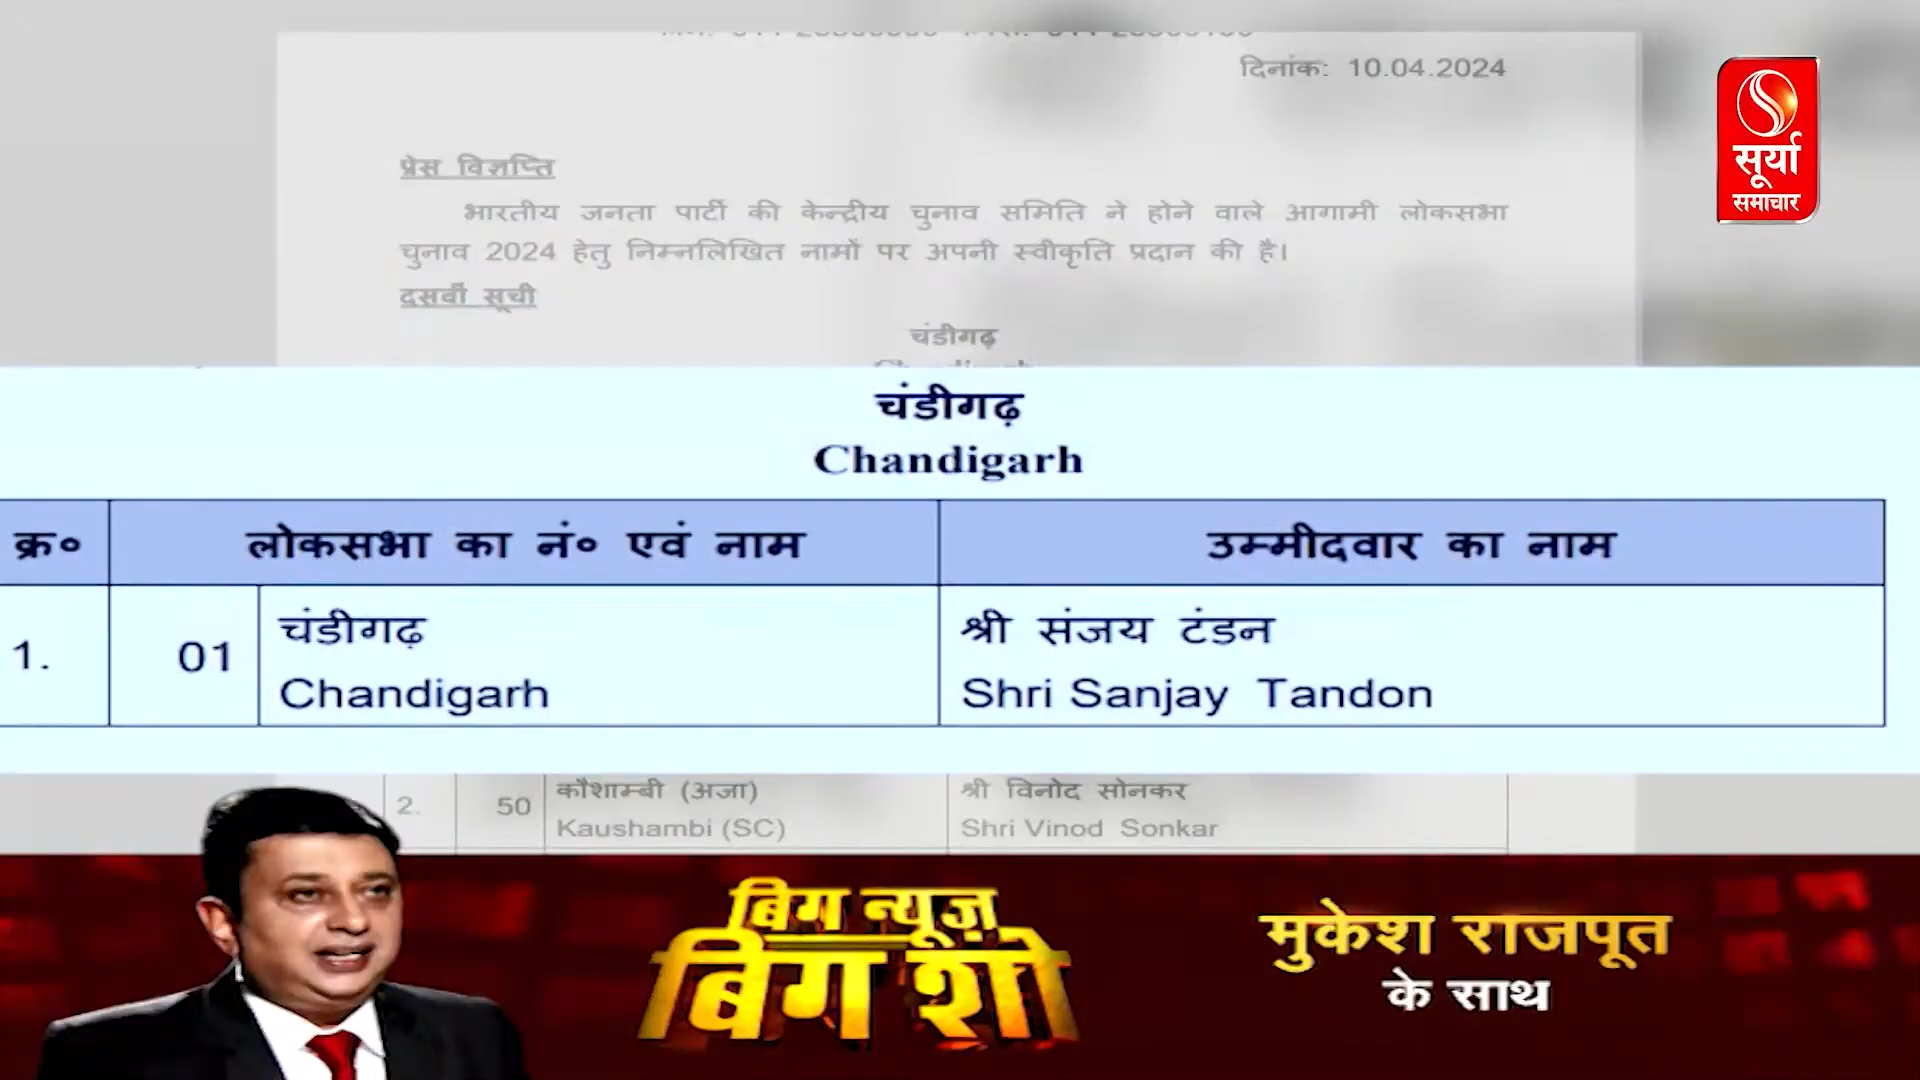 दिनांक: 10.04.2024
सूर्या
समाचार
प्रेस विज्ञप्ति
भारतीय जनता पार्टी की केन्द्रीय चुनाव समिति ने होने वाले आगामी लोकसभा
चुनाव 2024 हेतु निम्नलिखित नामों पर अपनी स्वीकृति प्रदान की है।
दसवीं सूची
चंडीगढ़
चंडीगढ़
Chandigarh
क्र० लोकसभा का नं० एवं नाम उम्मीदवार का नाम
1. 01 चंडीगढ़ श्री संजय टंडन
Chandigarh Shri Sanjay Tandon
2. 50 कौशाम्बी (अजा) श्री विनोद सोनकर
Kaushambi (SC) Shri Vinod Sonkar
बिग न्यूज़
बिग शो
मुकेश राजपूत
के साथ